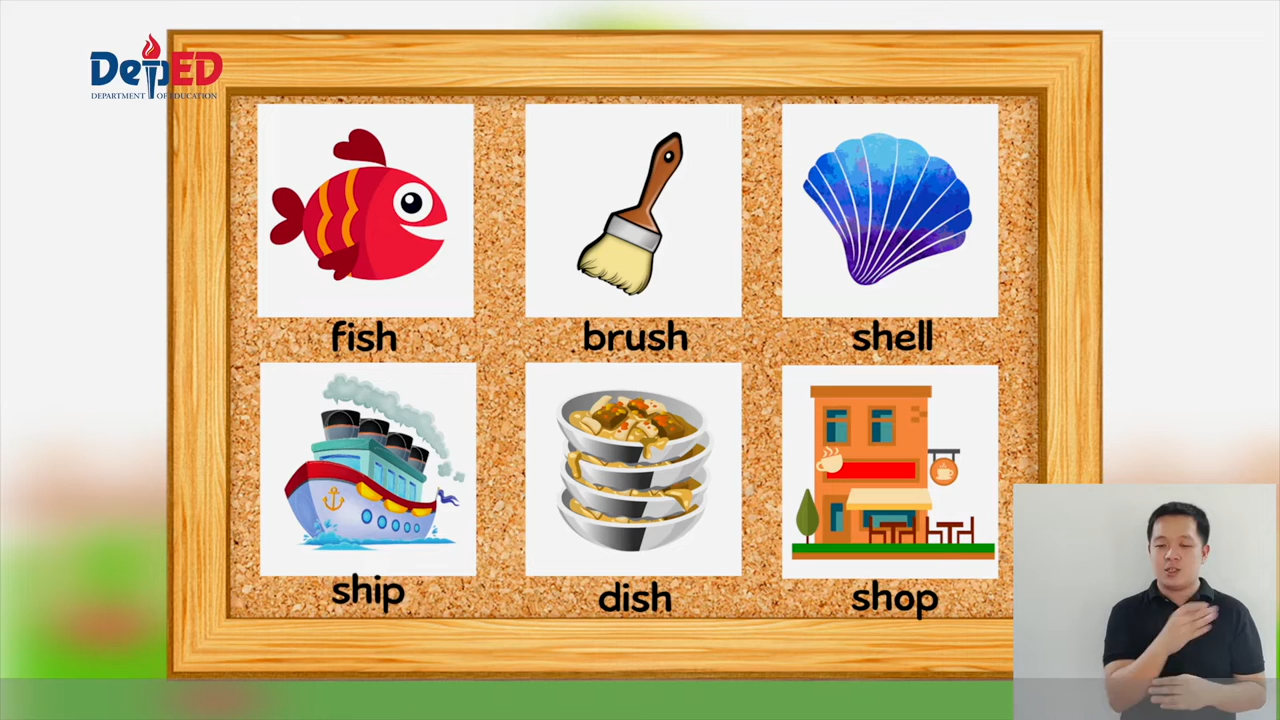 DepED
DEPARTMENT OF EDUCATION
fish
brush
shell
ship
dish
shop